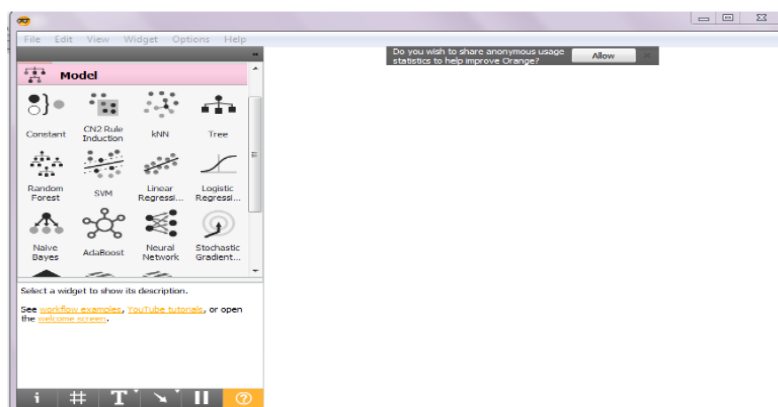 File Edit View Widget Options Help
Do you wish to share anonymous usage
statistics to help improve Orange?
Allow
Model
Constant
CN2 Rule
Induction
kNN
Tree
Random
Forest
SVM
Linear
Regressi...
Logistic
Regressi...
Naive
Bayes
AdaBoost
Neural
Network
Stochastic
Gradient...
Select a widget to show its description.
See workflow examples, YouTube tutorials, or open
the welcome screen.